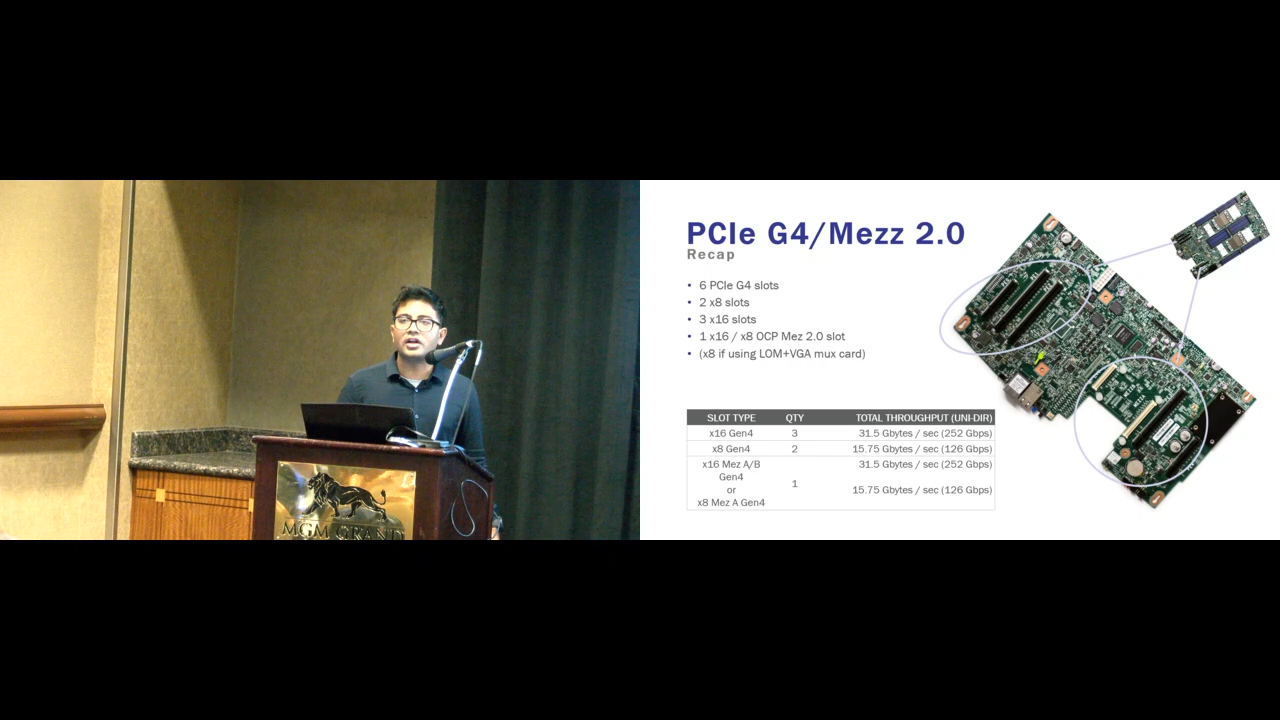 MGM GRAND
PCIe G4/Mezz 2.0
Recap
• 6 PCIe G4 slots
• 2 x8 slots
• 3 x16 slots
• 1 x16 / x8 OCP Mez 2.0 slot
• (x8 if using LOM+VGA mux card)
SLOT TYPE QTY TOTAL THROUGHPUT (UNI-DIR)
x16 Gen4 3 31.5 Gbytes / sec (252 Gbps)
x8 Gen4 2 15.75 Gbytes / sec (126 Gbps)
x16 Mez A/B 31.5 Gbytes / sec (252 Gbps)
Gen4
1
or 15.75 Gbytes / sec (126 Gbps)
x8 Mez A Gen4